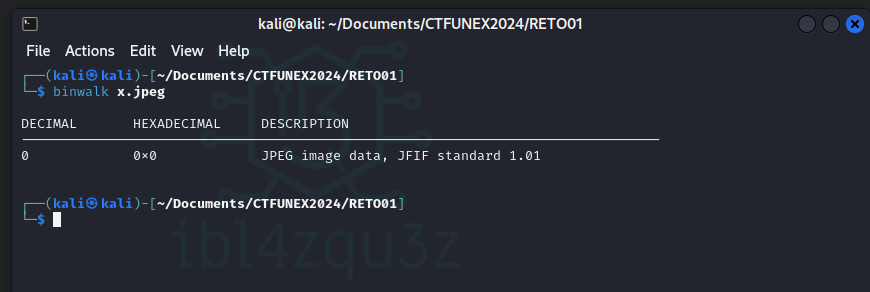 kali@kali: ~/Documents/CTFUNEX2024/RETO01
File Actions Edit View Help
┌──(kali㉿kali)-[~/Documents/CTFUNEX2024/RETO01]
└─$ binwalk x.jpeg
DECIMAL HEXADECIMAL DESCRIPTION
--------------------------------------------------------------------------------
0 0x0 JPEG image data, JFIF standard 1.01
┌──(kali㉿kali)-[~/Documents/CTFUNEX2024/RETO01]
└─$
ibl4zqu3z